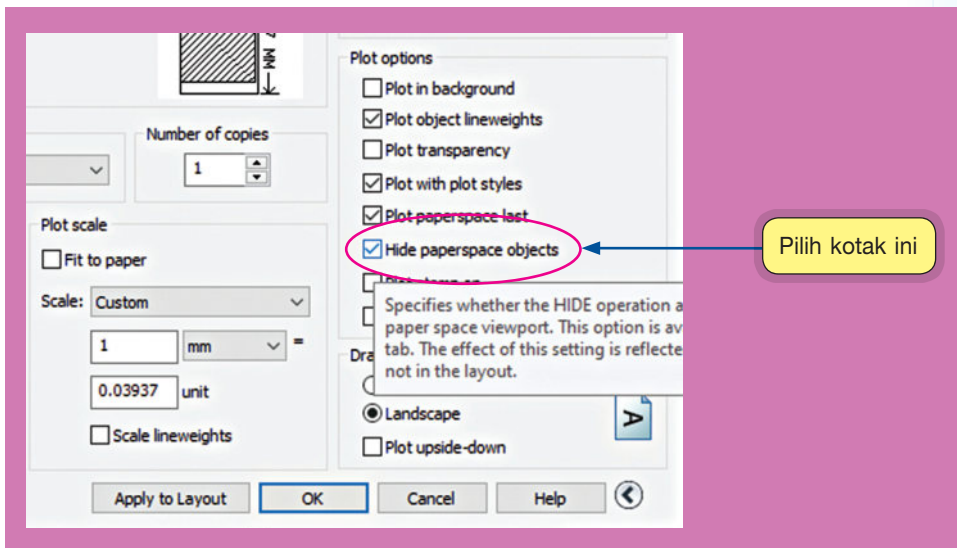 MM
Number of copies
1
Plot scale
Fit to paper
Scale: Custom
1 mm =
0.03937 unit
Scale lineweights
Plot options
Plot in background
Plot object lineweights
Plot transparency
Plot with plot styles
Plot paperspace last
Hide paperspace objects
Specifies whether the HIDE operation a
paper space viewport. This option is av
tab. The effect of this setting is reflecte
not in the layout.
Dra
Landscape
A
Plot upside-down
Apply to Layout OK Cancel Help
Pilih kotak ini